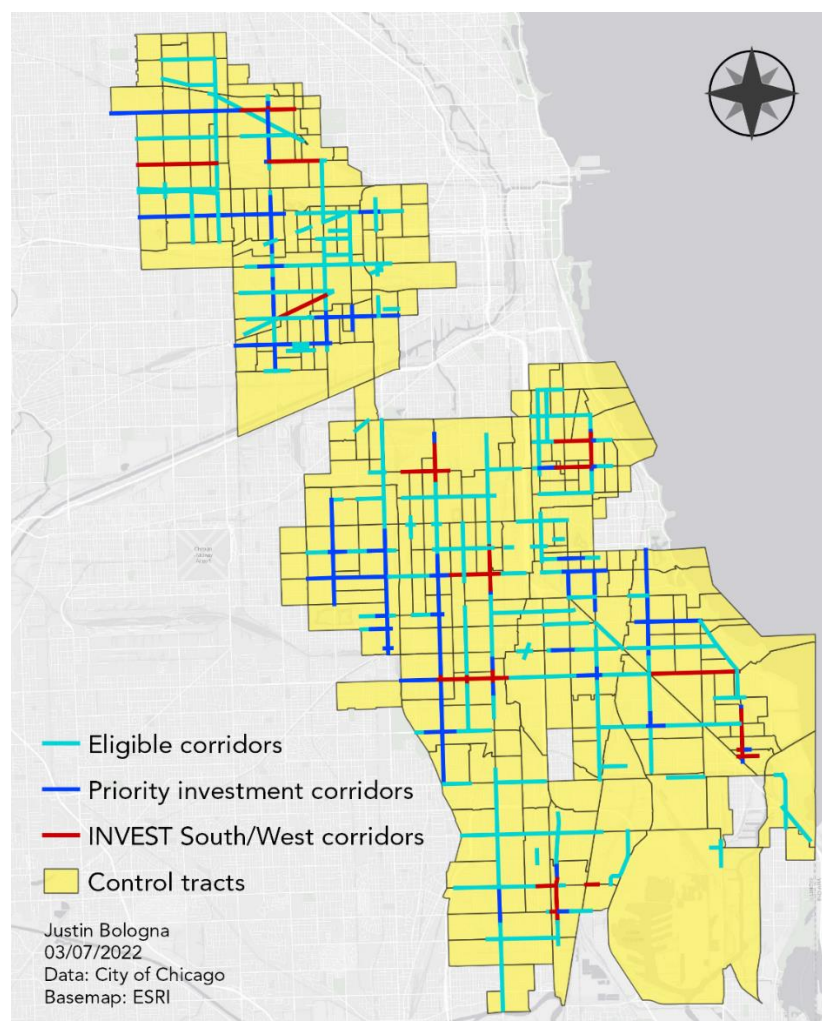 Eligible corridors
Priority investment corridors
INVEST South/West corridors
Control tracts
Justin Bologna
03/07/2022
Data: City of Chicago
Basemap: ESRI